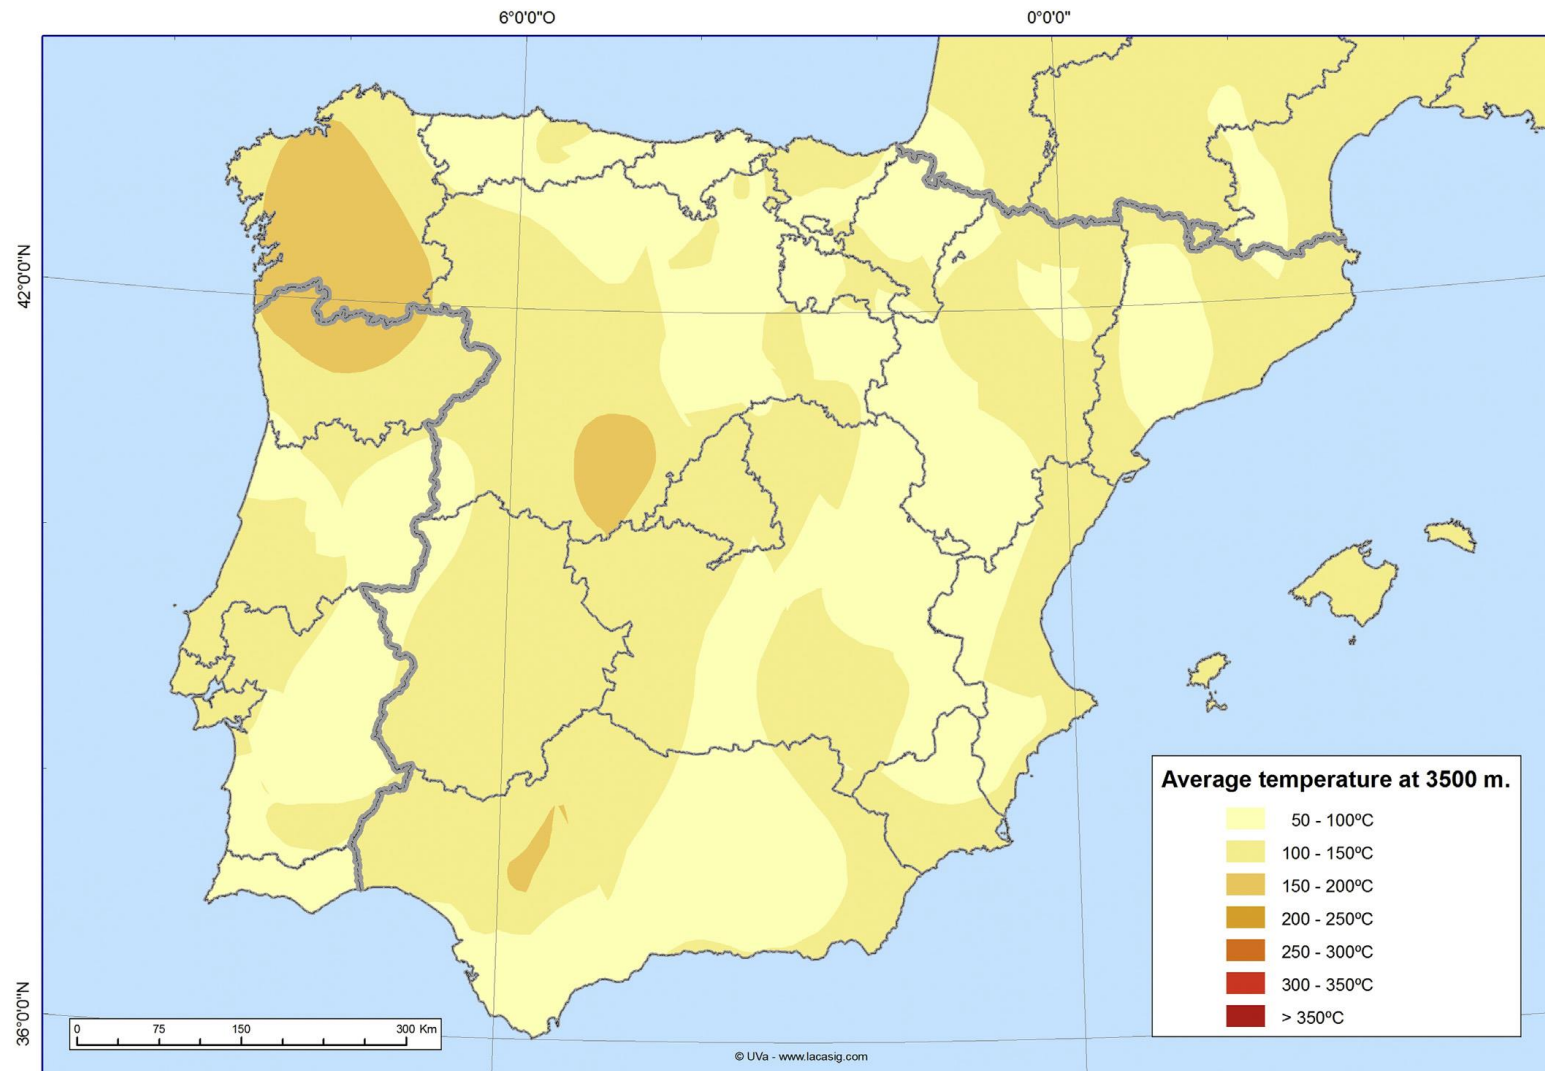 6°0'0"O
0°0'0"
42°0'0"N
36°0'0"N
Average temperature at 3500 m.
50 - 100ºC
100 - 150ºC
150 - 200ºC
200 - 250ºC
250 - 300ºC
300 - 350ºC
> 350ºC
0 75 150 300 Km
© UVa - www.lacasig.com